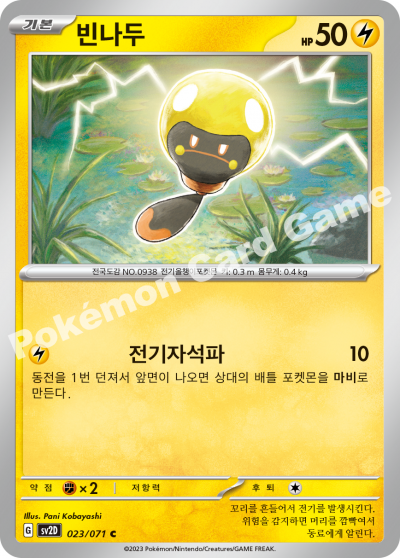 기본 빈나두 HP 50
전국도감 NO.0938 전기올챙이포켓몬 키: 0.3 m 몸무게: 0.4 kg
Pokémon Card Game
전기자석파 10
동전을 1번 던져서 앞면이 나오면 상대의 배틀 포켓몬을 마비로
만든다.
약점 ×2 저항력 후퇴
Illus. Pani Kobayashi
G SV2D 023/071 C
꼬리를 흔들어서 전기를 발생시킨다.
위험을 감지하면 머리를 깜빡여서
동료에게 알린다.
©2023 Pokémon/Nintendo/Creatures/GAME FREAK.